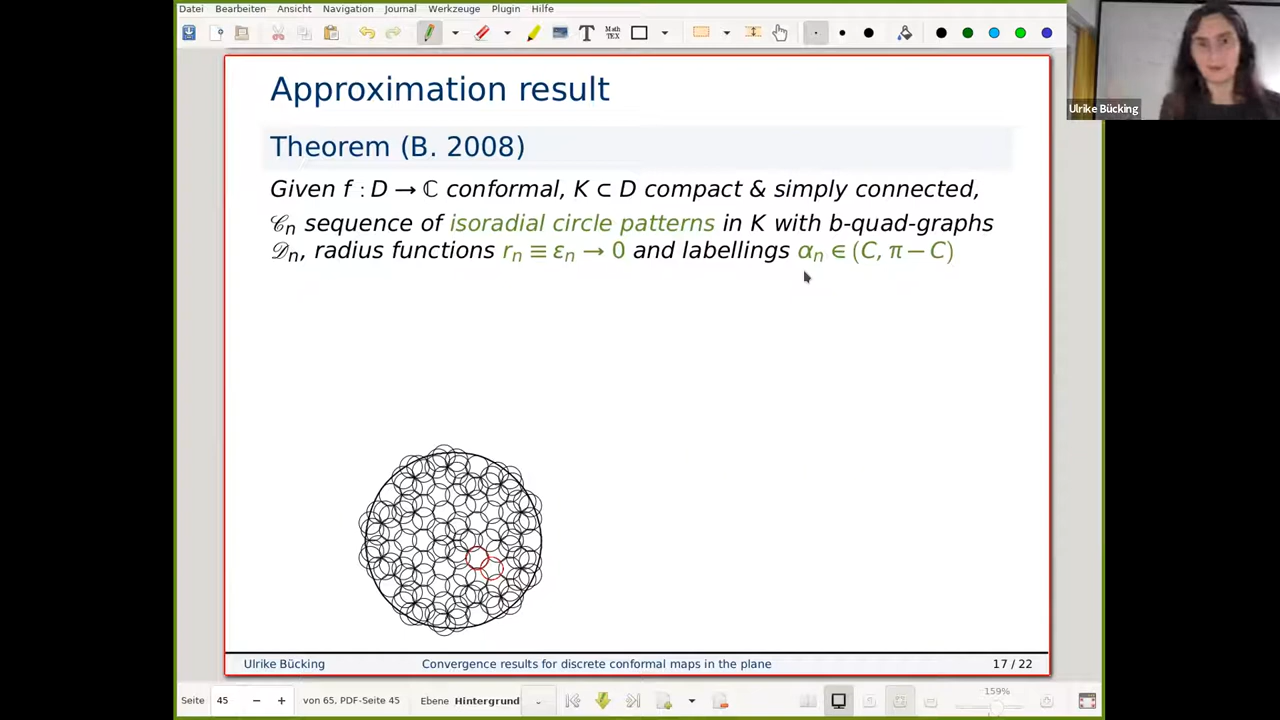 Datei Bearbeiten Ansicht Navigation Journal Werkzeuge Plugin Hilfe
T Math TEX
Approximation result
Theorem (B. 2008)
Given f : D → ℂ conformal, K ⊂ D compact & simply connected,
𝒞n sequence of isoradial circle patterns in K with b-quad-graphs
𝒟n, radius functions rn ≡ εn → 0 and labellings αn ∈ (C, π − C)
Ulrike Bücking
Ulrike Bücking Convergence results for discrete conformal maps in the plane 17 / 22
Seite 45 von 65, PDF-Seite 45 Ebene Hintergrund 159%